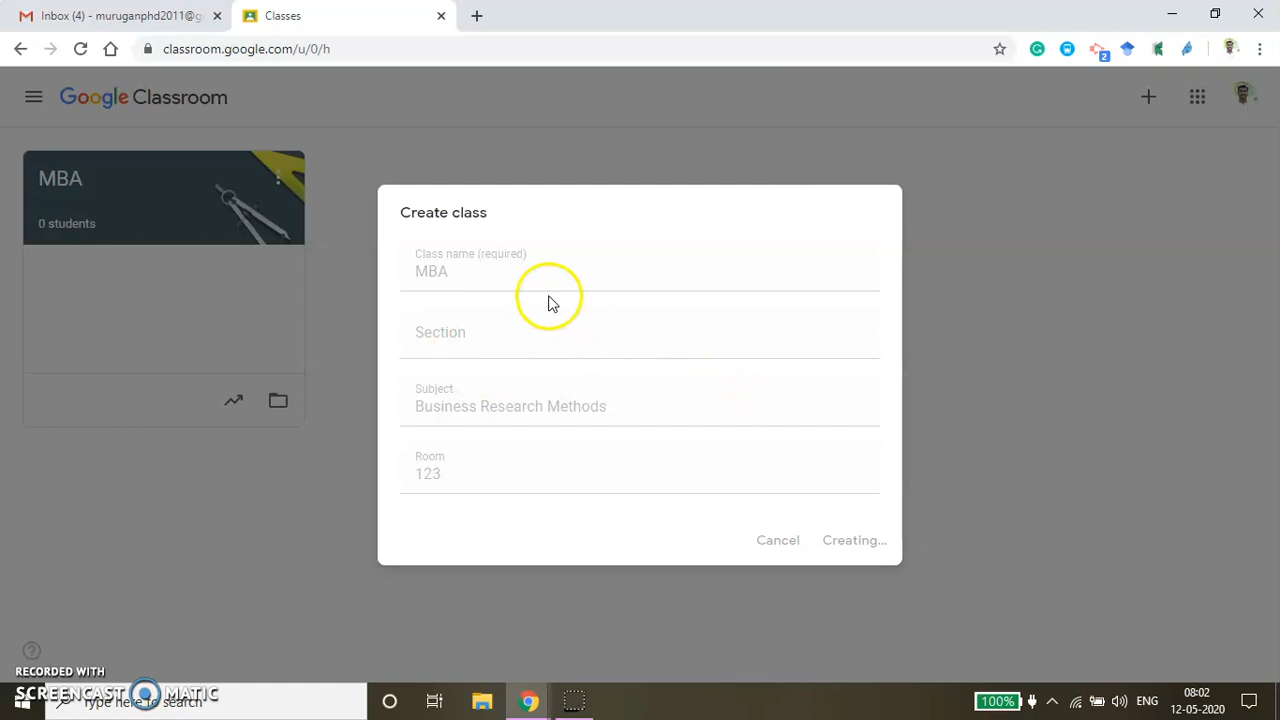 Inbox (4) - muruganphd2011@g
Classes
classroom.google.com/u/0/h
2
Google Classroom
MBA
0 students
Create class
Class name (required)
MBA
Section
Subject
Business Research Methods
Room
123
Cancel
Creating...
RECORDED WITH
SCREENCAST MATIC
Type here to search
100%
ENG
08:02
12-05-2020